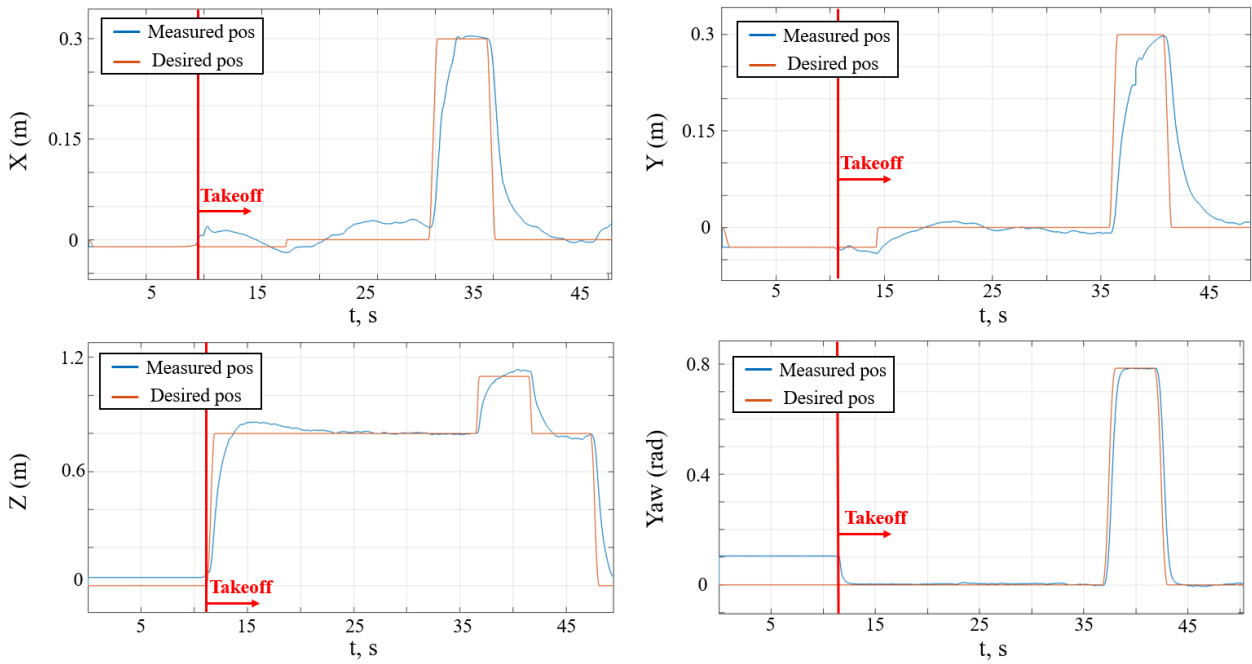 Measured pos
Desired pos
X (m)
0.3
0.15
0
Takeoff
5 15 25 35 45
t, s
Measured pos
Desired pos
Y (m)
0.3
0.15
0
Takeoff
5 15 25 35 45
t, s
Measured pos
Desired pos
Z (m)
1.2
0.6
0
Takeoff
5 15 25 35 45
t, s
Measured pos
Desired pos
Yaw (rad)
0.8
0.4
0
Takeoff
5 15 25 35 45
t, s